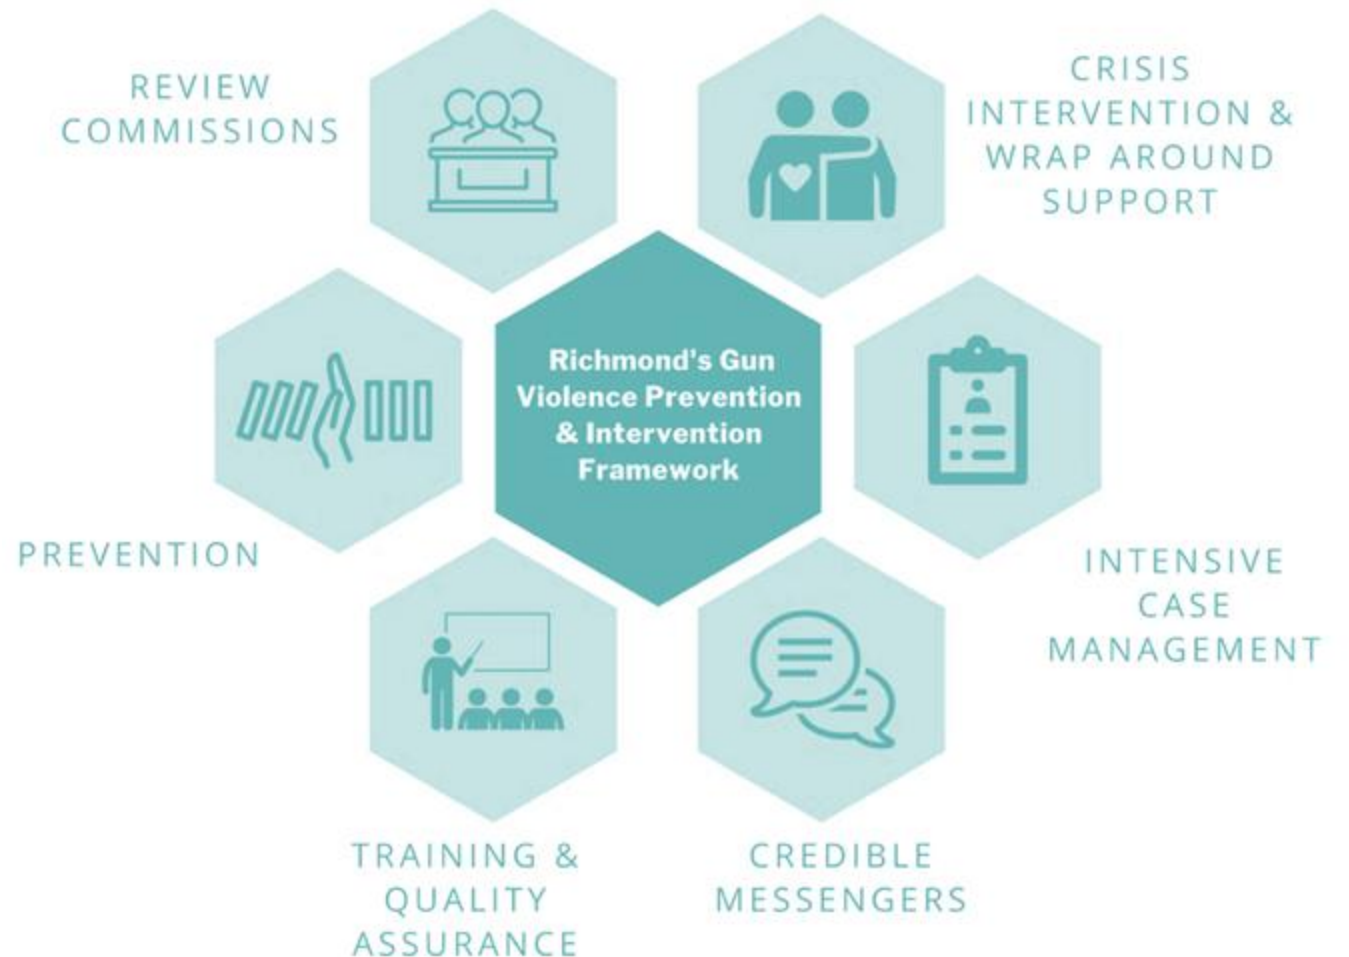 REVIEW
COMMISSIONS
CRISIS
INTERVENTION &
WRAP AROUND
SUPPORT
Richmond's Gun
Violence Prevention
& Intervention
Framework
PREVENTION
INTENSIVE
CASE
MANAGEMENT
TRAINING &
QUALITY
ASSURANCE
CREDIBLE
MESSENGERS